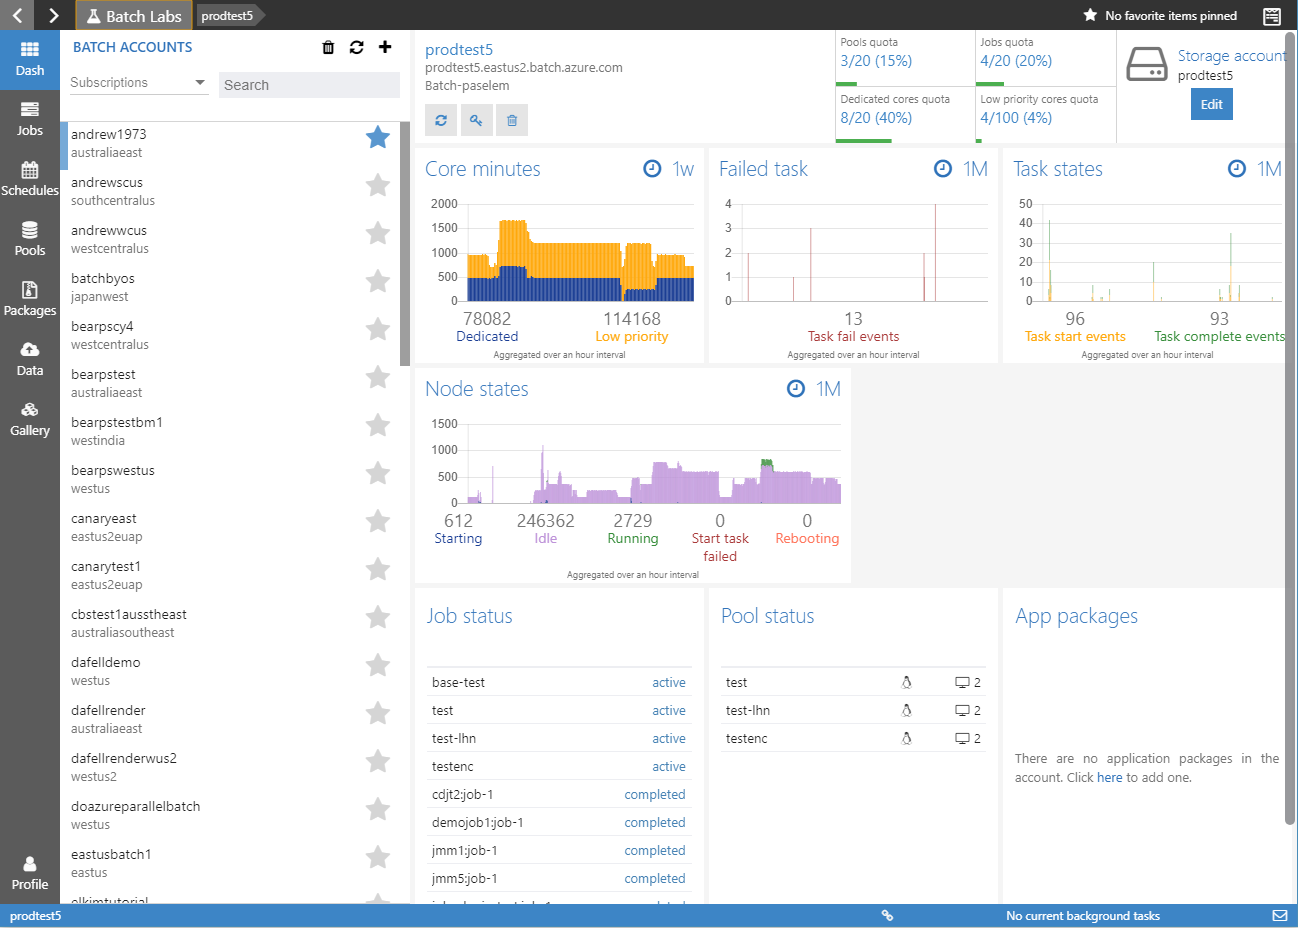 Batch Labs
prodtest5
No favorite items pinned
Dash
Jobs
Schedules
Pools
Packages
Data
Gallery
Profile
BATCH ACCOUNTS
Subscriptions
Search
andrew1973
australiaeast
andrewscus
southcentralus
andrewwcus
westcentralus
batchbyos
japanwest
bearpscy4
westcentralus
bearpstest
australiaeast
bearpstestbm1
westindia
bearpswestus
westus
canaryeast
eastus2euap
canarytest1
eastus2euap
cbstest1ausstheast
australiasoutheast
dafelldemo
westus
dafellrender
australiaeast
dafellrenderwus2
westus2
doazureparallelbatch
westus
eastusbatch1
eastus
elkimtutorial
prodtest5
prodtest5.eastus2.batch.azure.com
Batch-paselem
Pools quota
3/20 (15%)
Jobs quota
4/20 (20%)
Dedicated cores quota
8/20 (40%)
Low priority cores quota
4/100 (4%)
Storage account
prodtest5
Edit
Core minutes
1w
2000
1500
1000
500
0
78082
Dedicated
114168
Low priority
Aggregated over an hour interval
Failed task
1M
4
3
2
1
0
13
Task fail events
Aggregated over an hour interval
Task states
1M
50
40
30
20
10
0
96
Task start events
93
Task complete events
Aggregated over an hour interval
Node states
1M
1500
1000
500
0
612
Starting
246362
Idle
2729
Running
0
Start task
failed
0
Rebooting
Aggregated over an hour interval
Job status
base-test active
test active
test-lhn active
testenc active
cdjt2:job-1 completed
demojob1:job-1 completed
jmm1:job-1 completed
jmm5:job-1 completed
Pool status
test 2
test-lhn 2
testenc 2
App packages
There are no application packages in the
account. Click here to add one.
prodtest5
No current background tasks